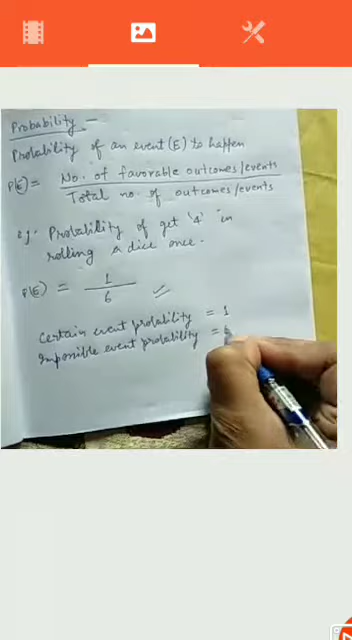 Probability -
Probability of an event (E) to happen
P(E) = No. of favorable outcomes/events
Total no. of outcomes/events
eg. Probability of get '4' in
rolling a dice once.
P(E) = 1
6
Certain event probability = 1
Impossible event probability =